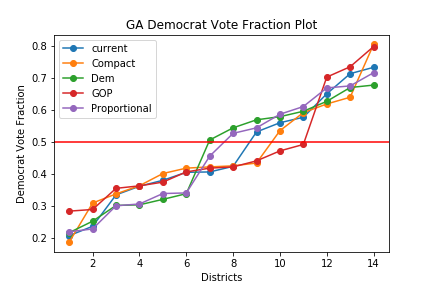 GA Democrat Vote Fraction Plot
current
Compact
Dem
GOP
Proportional
Democrat Vote Fraction
0.8
0.7
0.6
0.5
0.4
0.3
0.2
2 4 6 8 10 12 14
Districts